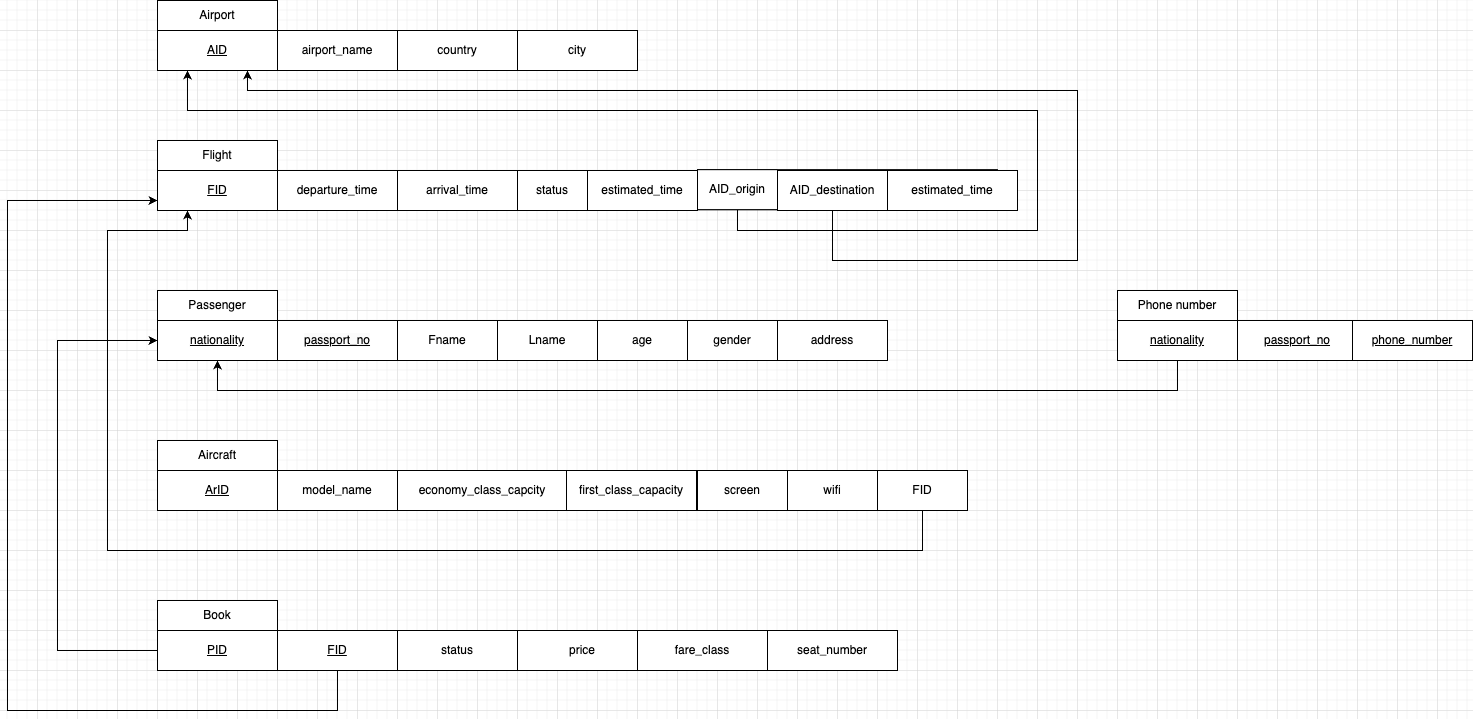 Airport
AID airport_name country city
Flight
FID departure_time arrival_time status estimated_time AID_origin AID_destination estimated_time
Passenger
nationality passport_no Fname Lname age gender address
Phone number
nationality passport_no phone_number
Aircraft
ArID model_name economy_class_capcity first_class_capacity screen wifi FID
Book
PID FID status price fare_class seat_number